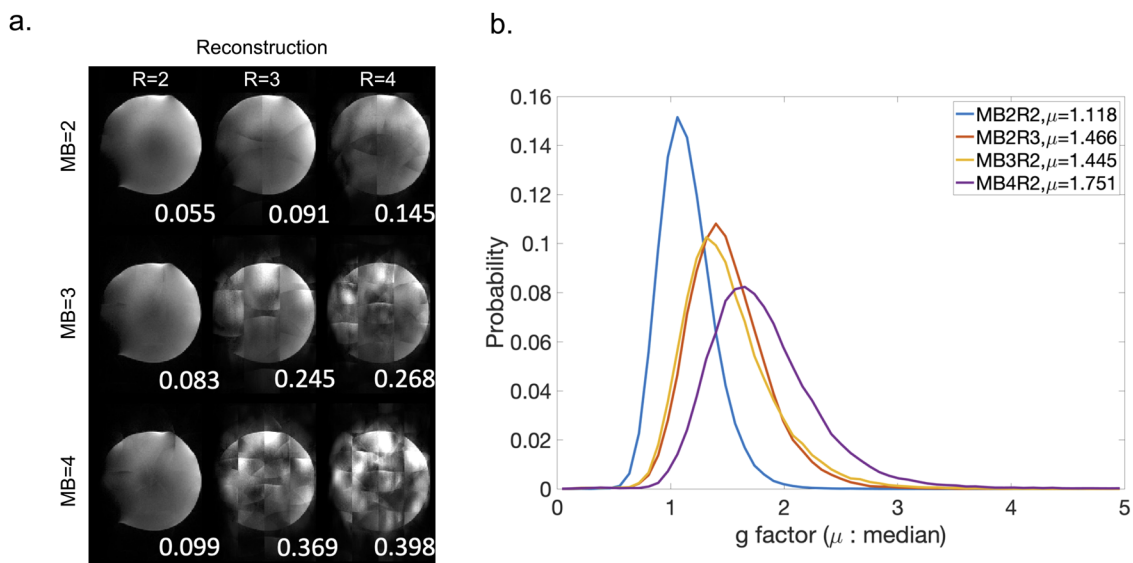 a.
Reconstruction
R=2 R=3 R=4
MB=2
0.055 0.091 0.145
MB=3
0.083 0.245 0.268
MB=4
0.099 0.369 0.398
b.
0.16
0.14
0.12
0.1
0.08
0.06
0.04
0.02
0
Probability
MB2R2,μ=1.118
MB2R3,μ=1.466
MB3R2,μ=1.445
MB4R2,μ=1.751
0 1 2 3 4 5
g factor (μ : median)